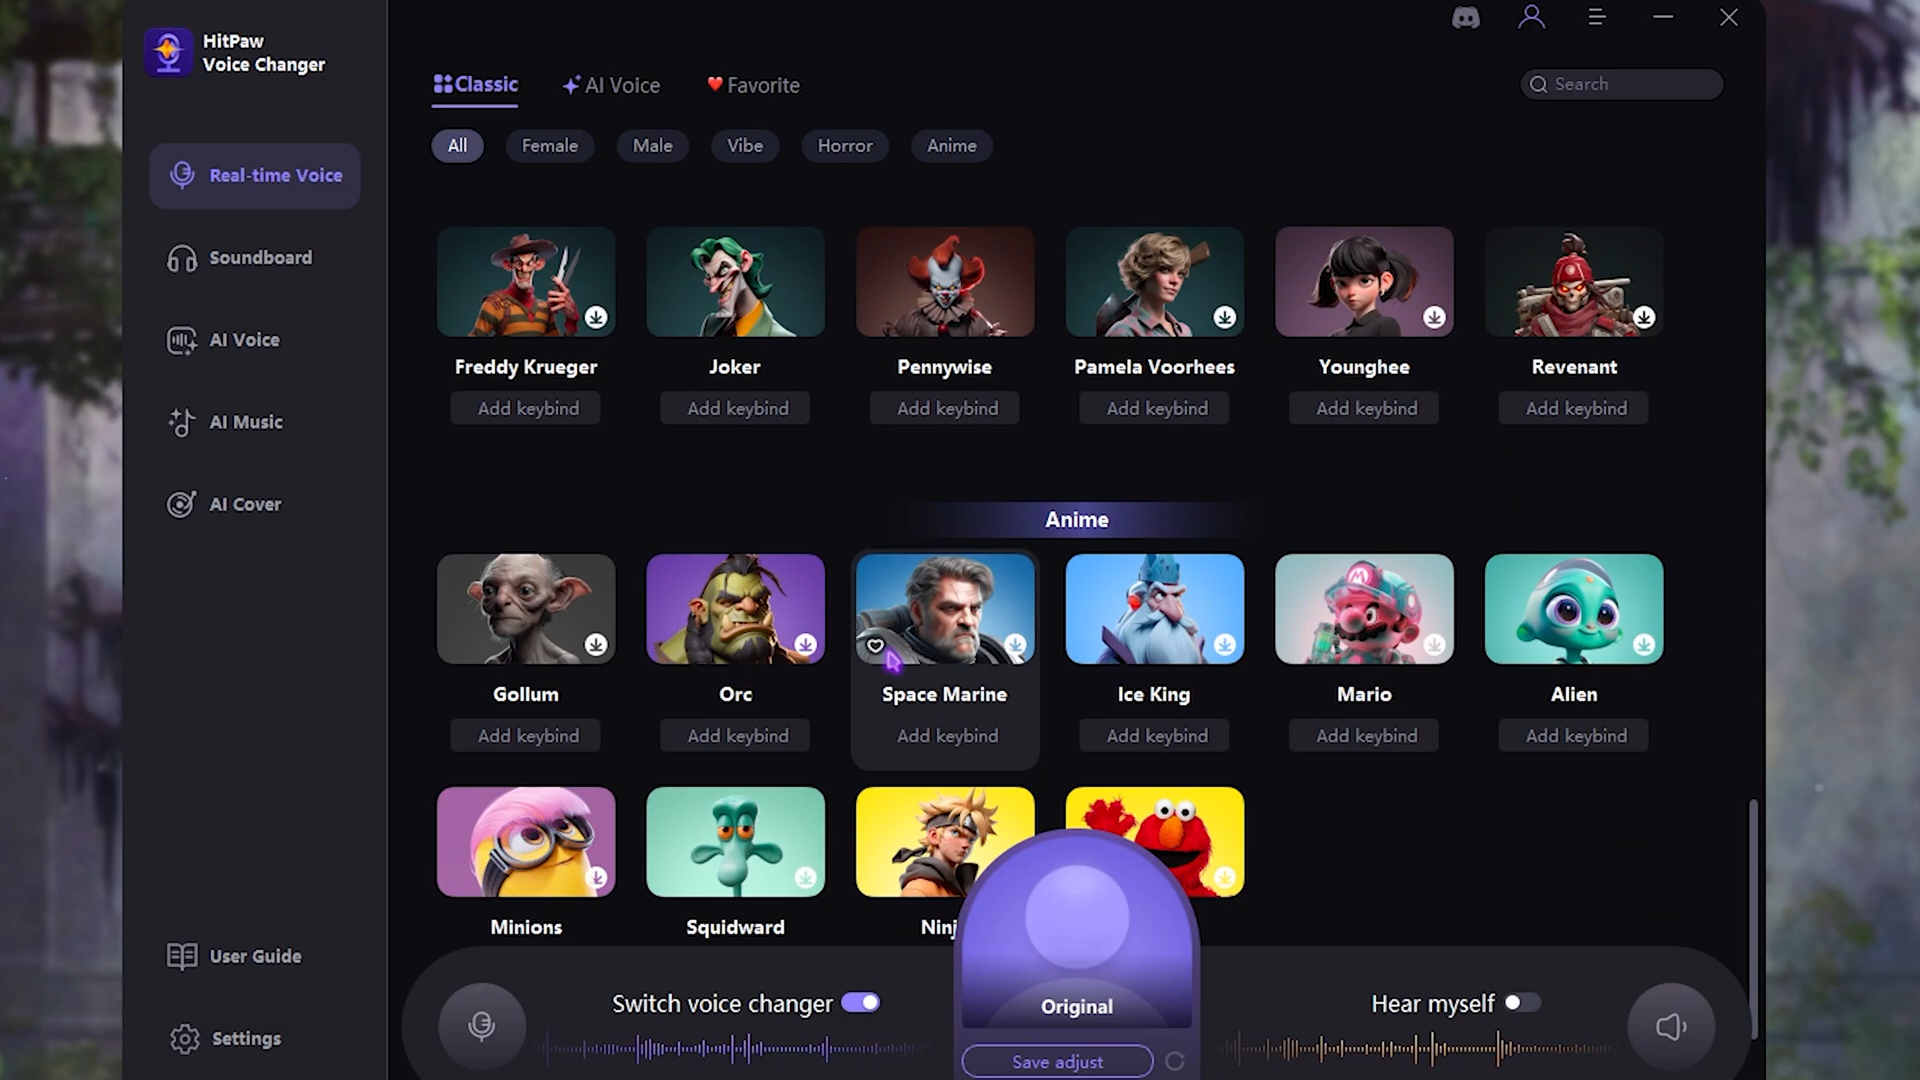 HitPaw
Voice Changer
Classic
AI Voice
Favorite
Search
All
Female
Male
Vibe
Horror
Anime
Real-time Voice
Soundboard
AI Voice
AI Music
AI Cover
User Guide
Settings
Freddy Krueger
Joker
Pennywise
Pamela Voorhees
Younghee
Revenant
Add keybind
Add keybind
Add keybind
Add keybind
Add keybind
Add keybind
Anime
M
Gollum
Orc
Space Marine
Ice King
Mario
Alien
Add keybind
Add keybind
Add keybind
Add keybind
Add keybind
Add keybind
Minions
Squidward
Switch voice changer
Original
Save adjust
Hear myself